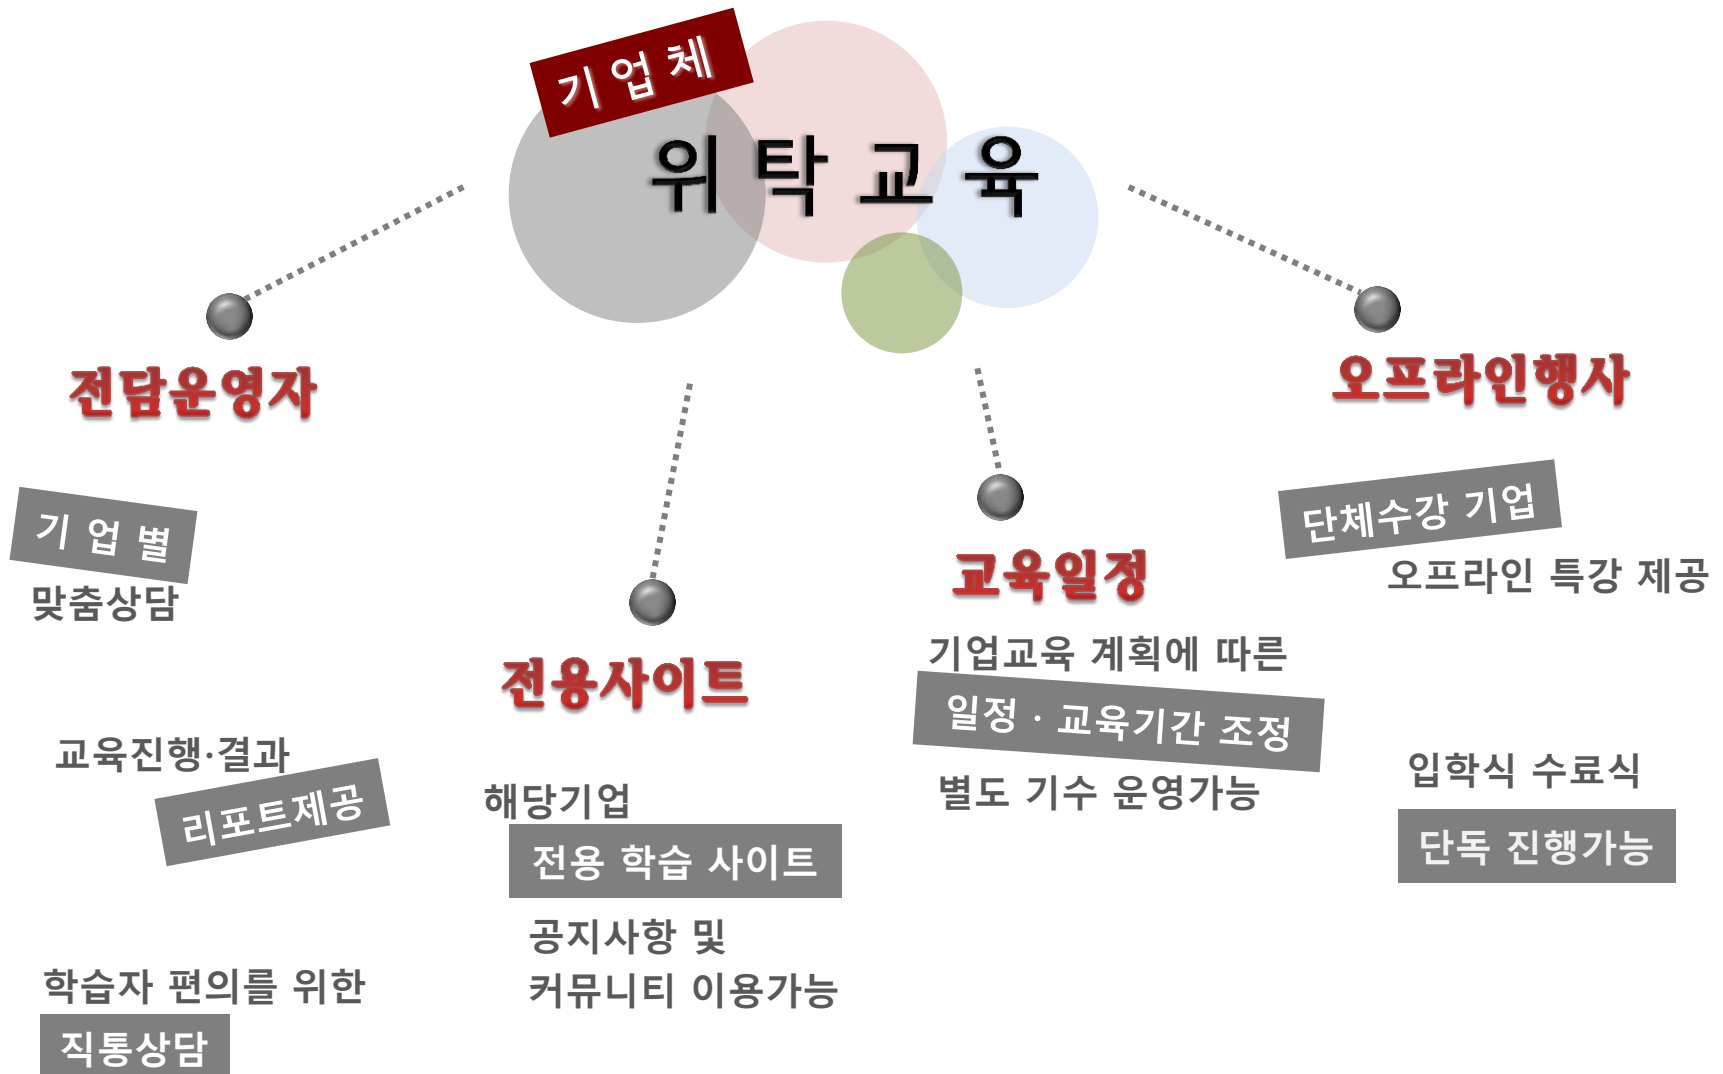 기업체
위탁교육
전담운영자
기 업 별
맞춤상담
교육진행·결과
리포트제공
학습자 편의를 위한
직통상담
전용사이트
해당기업
전용 학습 사이트
공지사항 및
커뮤니티 이용가능
교육일정
기업교육 계획에 따른
일정 · 교육기간 조정
별도 기수 운영가능
오프라인행사
단체수강 기업
오프라인 특강 제공
입학식 수료식
단독 진행가능